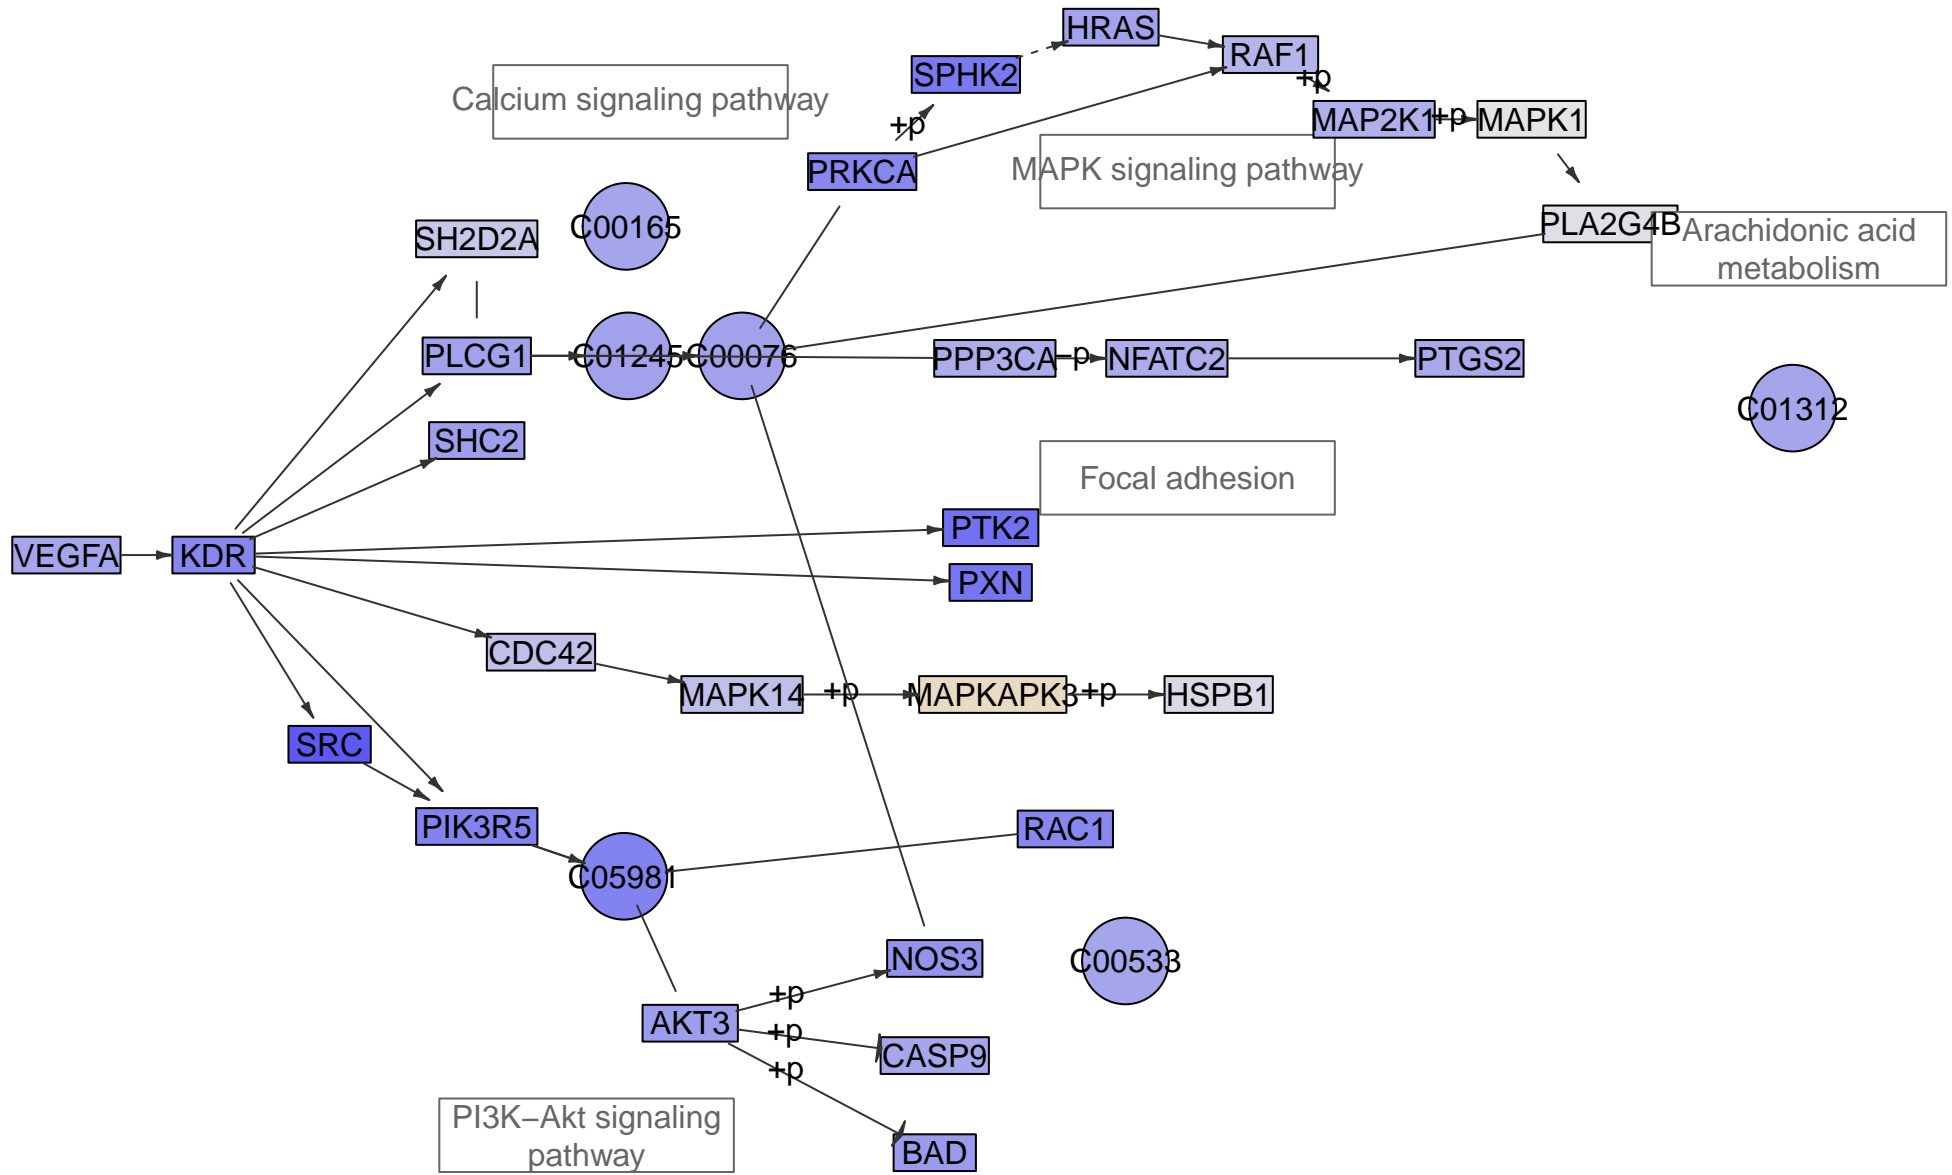 HRAS
RAF1
+p
SPHK2
Calcium signaling pathway
+p
MAP2K1
+p
MAPK1
PRKCA
MAPK signaling pathway
C00165
SH2D2A
PLA2G4B
Arachidonic acid
metabolism
PLCG1
C01245
C00076
PPP3CA
−p
NFATC2
PTGS2
C01312
SHC2
Focal adhesion
PTK2
VEGFA
KDR
PXN
CDC42
MAPK14
+p
MAPKAPK3
+p
HSPB1
SRC
PIK3R5
RAC1
C05981
NOS3
C00533
+p
AKT3
+p
CASP9
+p
PI3K−Akt signaling
pathway
BAD